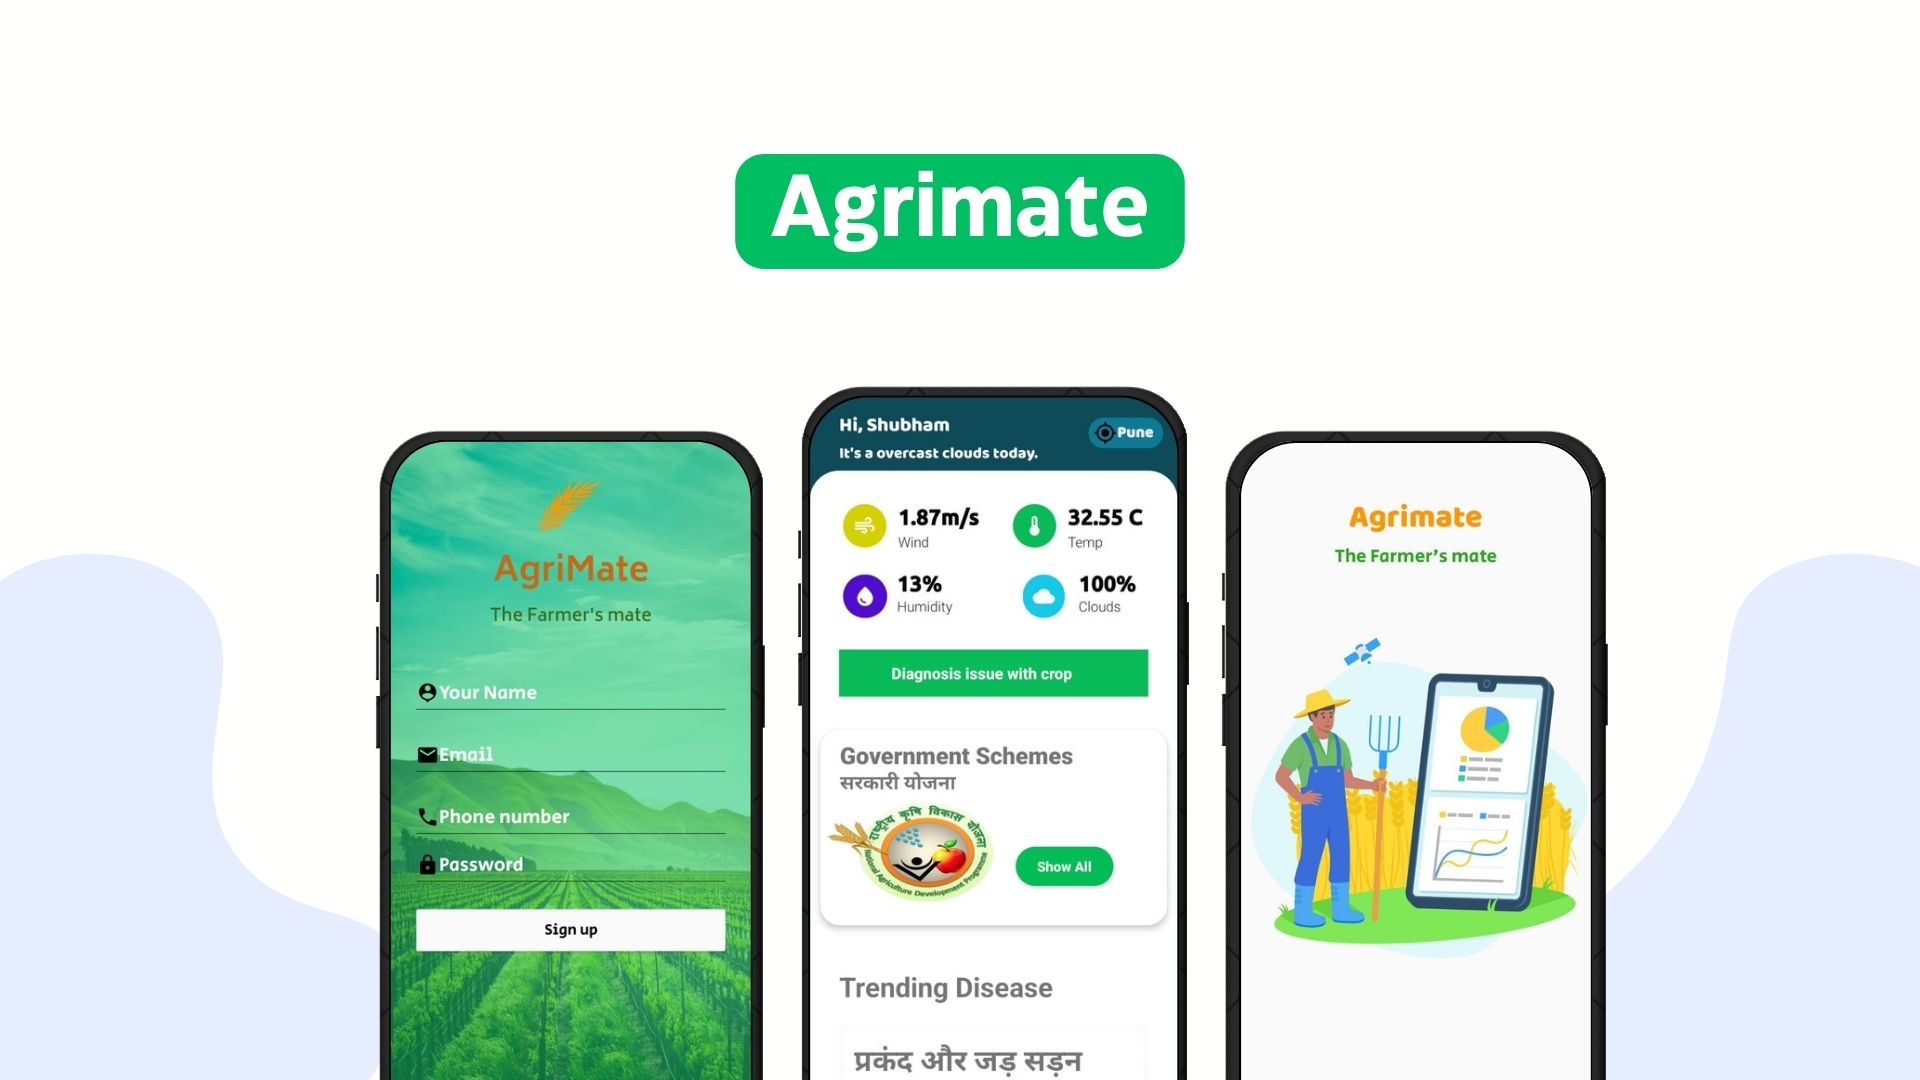 Agrimate
AgriMate
The Farmer's mate
Your Name
Email
Phone number
Password
Sign up
Hi, Shubham
It's a overcast clouds today.
Pune
1.87m/s
Wind
32.55 C
Temp
13%
Humidity
100%
Clouds
Diagnosis issue with crop
Government Schemes
सरकारी योजना
राष्ट्रीय कृषि विकास योजना
National Agriculture Development Programme
Show All
Trending Disease
प्रकंद और जड़ सड़न
Agrimate
The Farmer’s mate